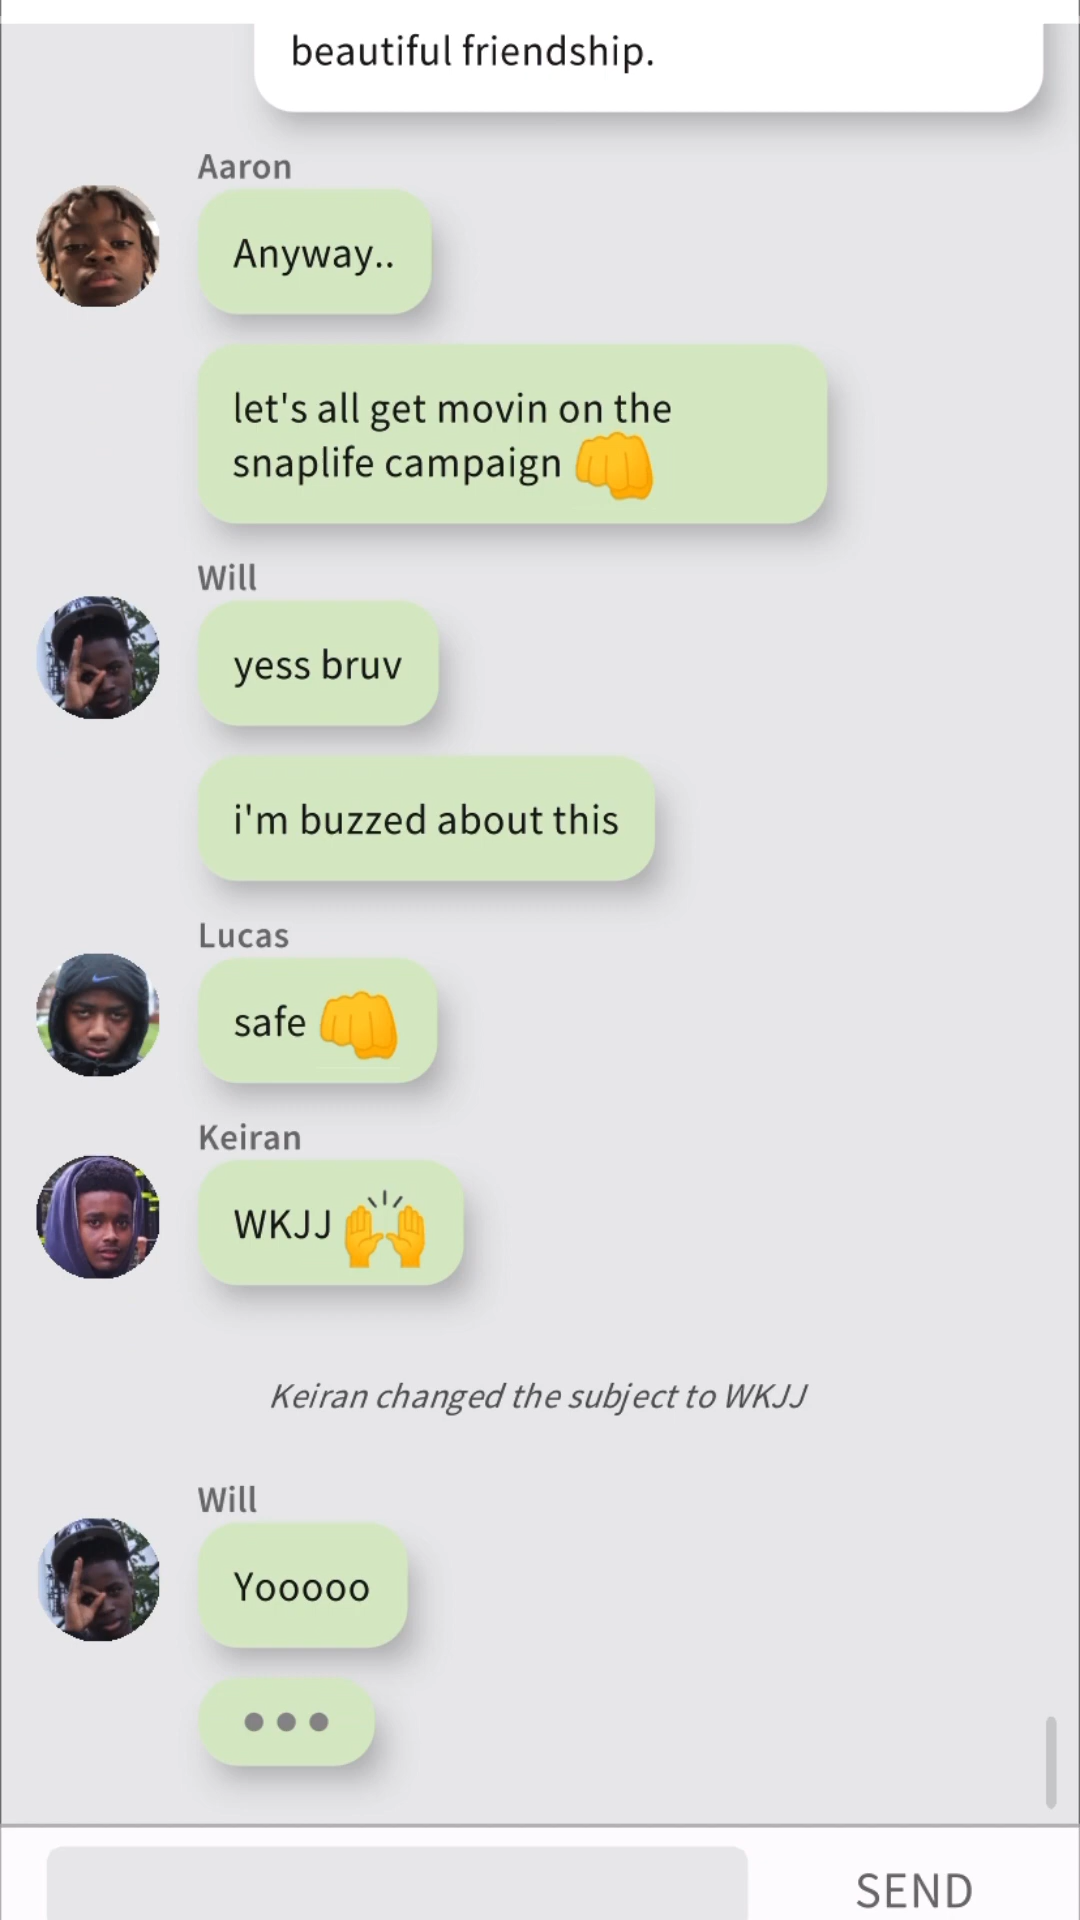 beautiful friendship.
Aaron
Anyway..
let's all get movin on the
snaplife campaign 👊
Will
yess bruv
i'm buzzed about this
Lucas
safe 👊
Keiran
WKJJ 🙌
Keiran changed the subject to WKJJ
Will
Yooooo
SEND